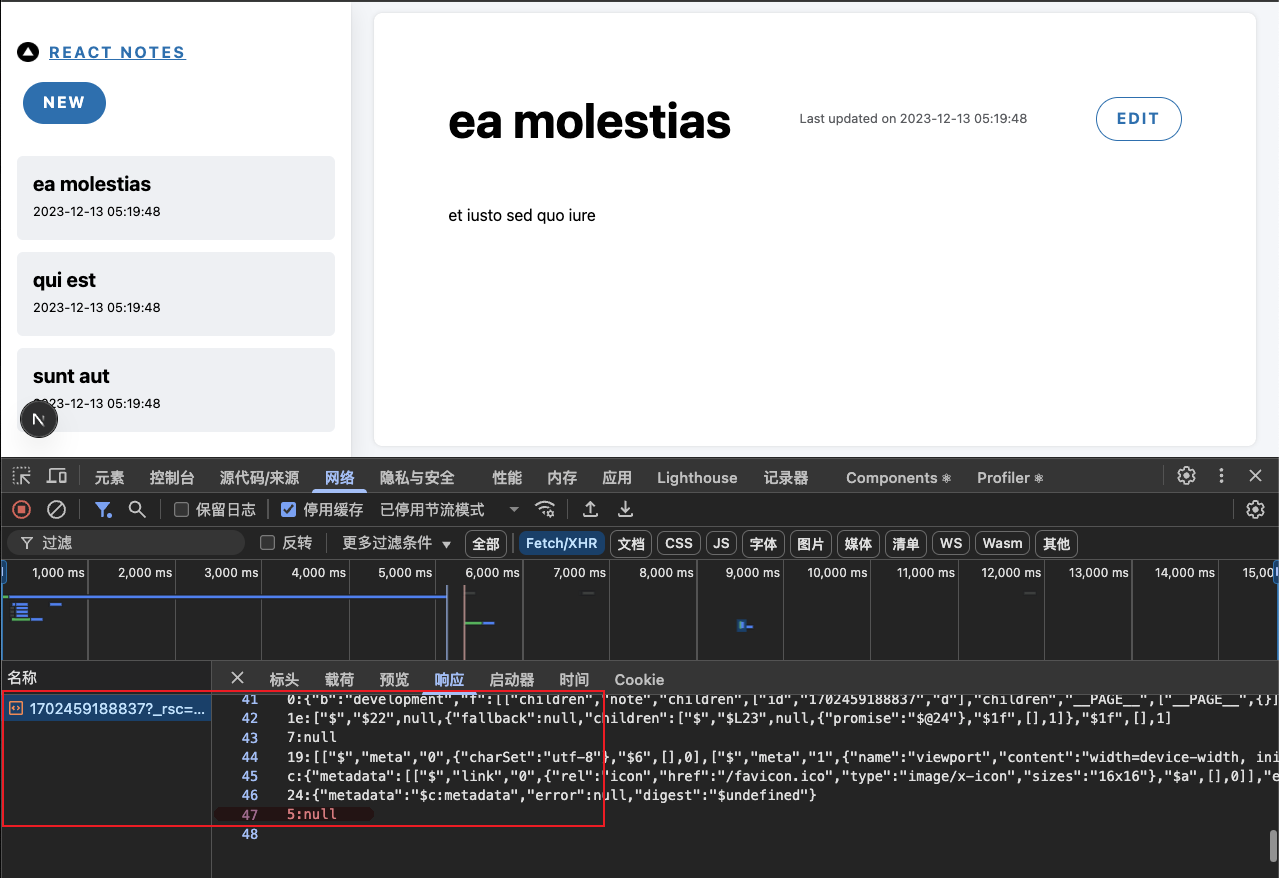 REACT NOTES
NEW
ea molestias
2023-12-13 05:19:48
qui est
2023-12-13 05:19:48
sunt aut
23-12-13 05:19:48
N
ea molestias
Last updated on 2023-12-13 05:19:48
EDIT
et iusto sed quo iure
元素 控制台 源代码/来源 网络 隐私与安全 性能 内存 应用 Lighthouse 记录器 Components ⚛ Profiler ⚛
保留日志 停用缓存 已停用节流模式
过滤 反转 更多过滤条件 全部 Fetch/XHR 文档 CSS JS 字体 图片 媒体 清单 WS Wasm 其他
1,000 ms 2,000 ms 3,000 ms 4,000 ms 5,000 ms 6,000 ms 7,000 ms 8,000 ms 9,000 ms 10,000 ms 11,000 ms 12,000 ms 13,000 ms 14,000 ms 15,00
名称
1702459188837?_rsc=...
标头 载荷 预览 响应 启动器 时间 Cookie
41 0:{"b":"development","f":[["children","note","children",["id","1702459188837","d"],"children","__PAGE__",["__PAGE__",{}]
42 1e:["$","$22",null,{"fallback":null,"children":["$","$L23",null,{"promise":"$@24"},"$1f",[],1]},"$1f",[],1]
43 7:null
44 19:[["$","meta","0",{"charSet":"utf-8"},"$6",[],0],["$","meta","1",{"name":"viewport","content":"width=device-width, ini
45 c:{"metadata":[["$","link","0",{"rel":"icon","href":"/favicon.ico","type":"image/x-icon","sizes":"16x16"},"$a",[],0]],"e
46 24:{"metadata":"$c:metadata","error":null,"digest":"$undefined"}
47 5:null
48